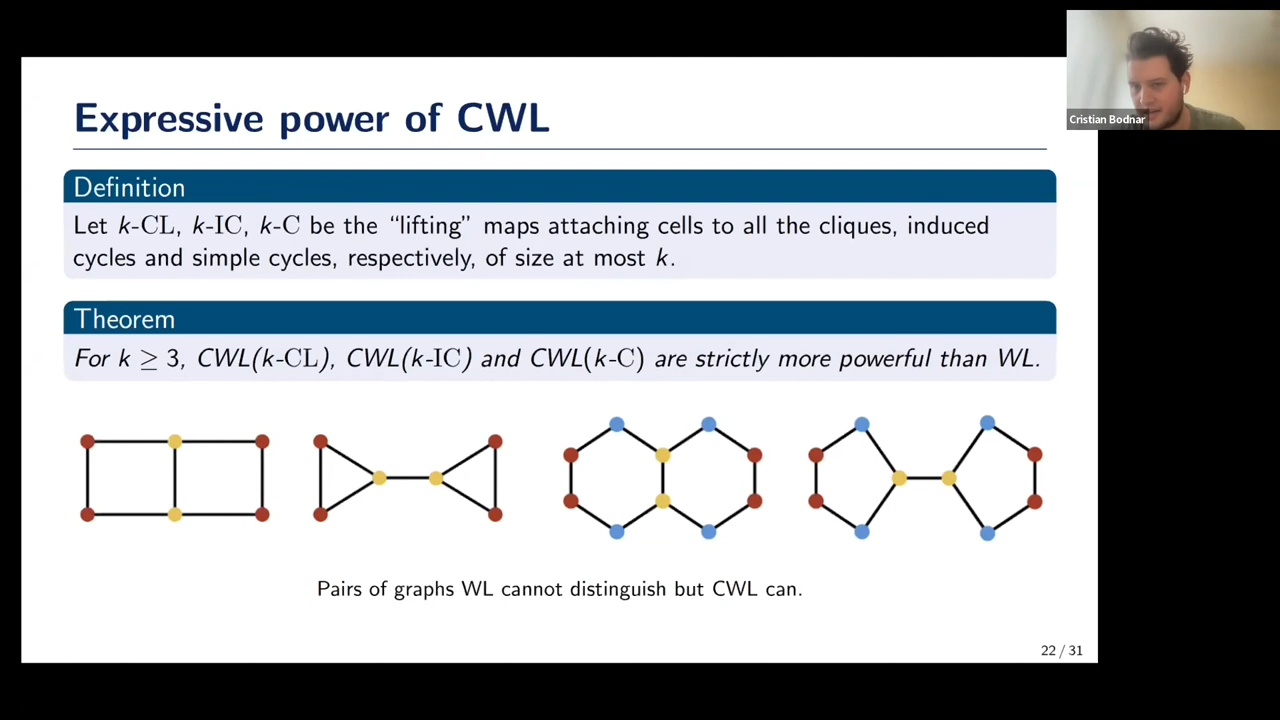 Expressive power of CWL
Cristian Bodnar
Definition
Let k-CL, k-IC, k-C be the “lifting” maps attaching cells to all the cliques, induced
cycles and simple cycles, respectively, of size at most k.
Theorem
For k ≥ 3, CWL(k-CL), CWL(k-IC) and CWL(k-C) are strictly more powerful than WL.
Pairs of graphs WL cannot distinguish but CWL can.
22 / 31